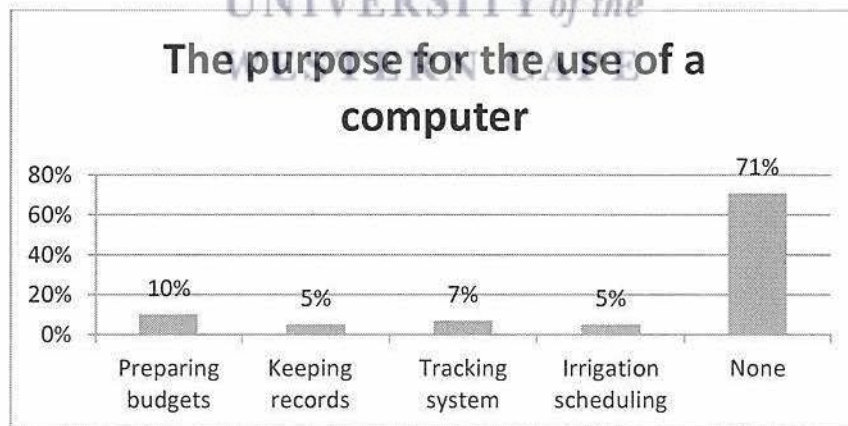 UNIVERSITY of the
WESTERN CAPE
The purpose for the use of a
computer
80%
60%
40%
20%
0%
10%
5%
7%
5%
71%
Preparing
budgets
Keeping
records
Tracking
system
Irrigation
scheduling
None